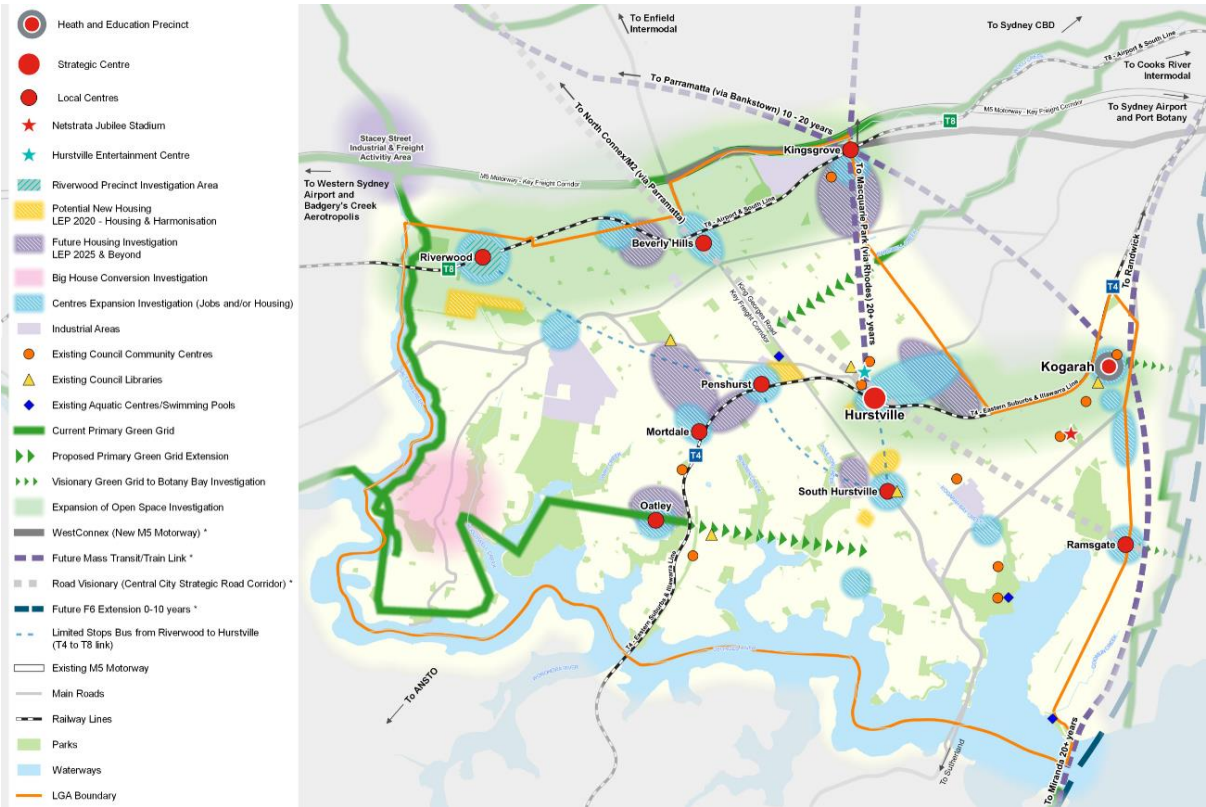 Heath and Education Precinct
Strategic Centre
Local Centres
Netstrata Jubilee Stadium
Hurstville Entertainment Centre
Riverwood Precinct Investigation Area
Potential New Housing
LEP 2020 - Housing & Harmonisation
Future Housing Investigation
LEP 2025 & Beyond
Big House Conversion Investigation
Centres Expansion Investigation (Jobs and/or Housing)
Industrial Areas
Existing Council Community Centres
Existing Council Libraries
Existing Aquatic Centres/Swimming Pools
Current Primary Green Grid
Proposed Primary Green Grid Extension
Visionary Green Grid to Botany Bay Investigation
Expansion of Open Space Investigation
WestConnex (New M5 Motorway) *
Future Mass Transit/Train Link *
Road Visionary (Central City Strategic Road Corridor) *
Future F6 Extension 0-10 years *
Limited Stops Bus from Riverwood to Hurstville
(T4 to T8 link)
Existing M5 Motorway
Main Roads
Railway Lines
Parks
Waterways
LGA Boundary
To Enfield
Intermodal
To Sydney CBD
To Cooks River
Intermodal
To Sydney Airport
and Port Botany
T8 - Airport & South Line
M5 Motorway - Key Freight Corridor
T8
To Parramatta (via Bankstown) 10 - 20 years
To North Connex/M2 (via Parramatta)
Stacey Street
Industrial & Freight
Activitiy Area
To Western Sydney
Airport and
Badgery's Creek
Aerotropolis
M5 Motorway - Key Freight Corridor
Kingsgrove
To Macquarie Park (via Rhodes) 20+ years
T8 - Airport & South Line
Beverly Hills
Riverwood
T8
King Georges Road
Key Freight Corridor
To Randwick
T4
Kogarah
T4 - Eastern Suburbs & Illawarra Line
Penshurst
Hurstville
Mortdale
T4
South Hurstville
Oatley
Ramsgate
T4 - Eastern Suburbs & Illawarra Line
To ANSTO
To Sutherland
To Miranda 20+ years